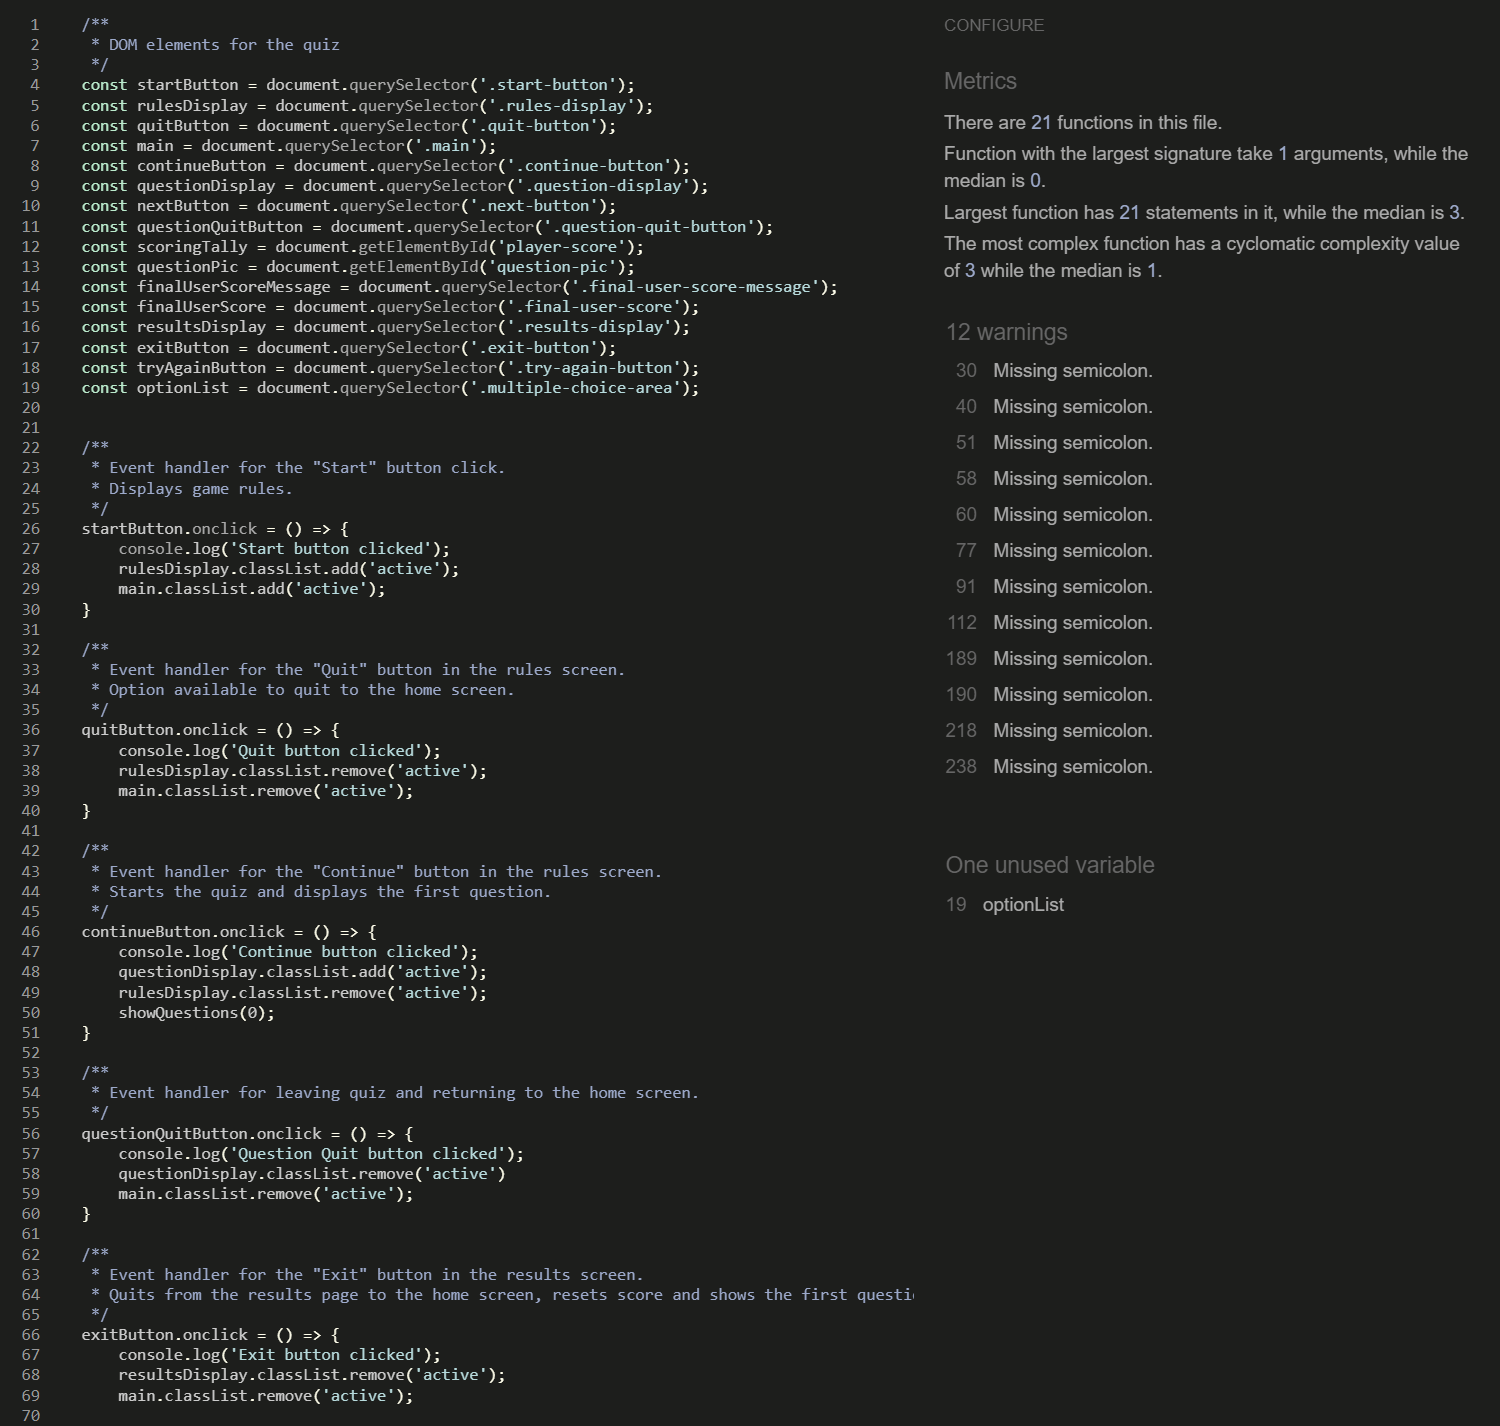 1 /**
2 * DOM elements for the quiz
3 */
4 const startButton = document.querySelector('.start-button');
5 const rulesDisplay = document.querySelector('.rules-display');
6 const quitButton = document.querySelector('.quit-button');
7 const main = document.querySelector('.main');
8 const continueButton = document.querySelector('.continue-button');
9 const questionDisplay = document.querySelector('.question-display');
10 const nextButton = document.querySelector('.next-button');
11 const questionQuitButton = document.querySelector('.question-quit-button');
12 const scoringTally = document.getElementById('player-score');
13 const questionPic = document.getElementById('question-pic');
14 const finalUserScoreMessage = document.querySelector('.final-user-score-message');
15 const finalUserScore = document.querySelector('.final-user-score');
16 const resultsDisplay = document.querySelector('.results-display');
17 const exitButton = document.querySelector('.exit-button');
18 const tryAgainButton = document.querySelector('.try-again-button');
19 const optionList = document.querySelector('.multiple-choice-area');
20
21
22 /**
23 * Event handler for the "Start" button click.
24 * Displays game rules.
25 */
26 startButton.onclick = () => {
27 console.log('Start button clicked');
28 rulesDisplay.classList.add('active');
29 main.classList.add('active');
30 }
31
32 /**
33 * Event handler for the "Quit" button in the rules screen.
34 * Option available to quit to the home screen.
35 */
36 quitButton.onclick = () => {
37 console.log('Quit button clicked');
38 rulesDisplay.classList.remove('active');
39 main.classList.remove('active');
40 }
41
42 /**
43 * Event handler for the "Continue" button in the rules screen.
44 * Starts the quiz and displays the first question.
45 */
46 continueButton.onclick = () => {
47 console.log('Continue button clicked');
48 questionDisplay.classList.add('active');
49 rulesDisplay.classList.remove('active');
50 showQuestions(0);
51 }
52
53 /**
54 * Event handler for leaving quiz and returning to the home screen.
55 */
56 questionQuitButton.onclick = () => {
57 console.log('Question Quit button clicked');
58 questionDisplay.classList.remove('active')
59 main.classList.remove('active');
60 }
61
62 /**
63 * Event handler for the "Exit" button in the results screen.
64 * Quits from the results page to the home screen, resets score and shows the first questi
65 */
66 exitButton.onclick = () => {
67 console.log('Exit button clicked');
68 resultsDisplay.classList.remove('active');
69 main.classList.remove('active');
70
CONFIGURE
Metrics
There are 21 functions in this file.
Function with the largest signature take 1 arguments, while the
median is 0.
Largest function has 21 statements in it, while the median is 3.
The most complex function has a cyclomatic complexity value
of 3 while the median is 1.
12 warnings
30 Missing semicolon.
40 Missing semicolon.
51 Missing semicolon.
58 Missing semicolon.
60 Missing semicolon.
77 Missing semicolon.
91 Missing semicolon.
112 Missing semicolon.
189 Missing semicolon.
190 Missing semicolon.
218 Missing semicolon.
238 Missing semicolon.
One unused variable
19 optionList